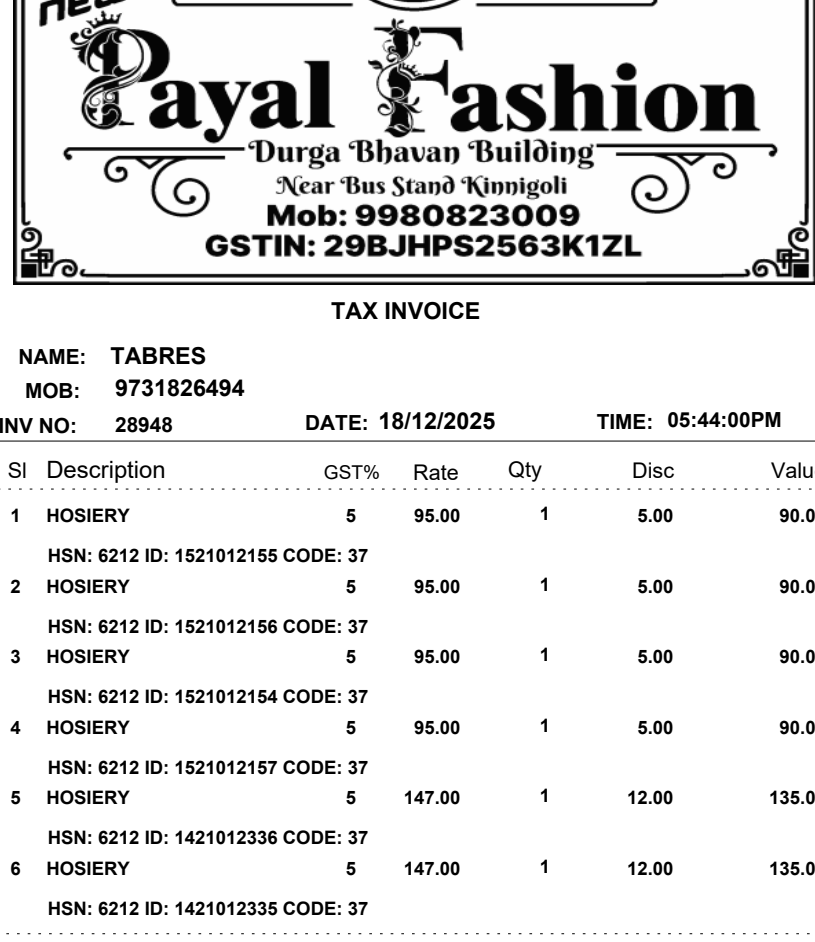 new
Payal Fashion
Durga Bhavan Building
Near Bus Stand Kinnigoli
Mob: 9980823009
GSTIN: 29BJHPS2563K1ZL
TAX INVOICE
NAME: TABRES
MOB: 9731826494
INV NO: 28948 DATE: 18/12/2025 TIME: 05:44:00PM
Sl Description GST% Rate Qty Disc Valu
1 HOSIERY 5 95.00 1 5.00 90.0
HSN: 6212 ID: 1521012155 CODE: 37
2 HOSIERY 5 95.00 1 5.00 90.0
HSN: 6212 ID: 1521012156 CODE: 37
3 HOSIERY 5 95.00 1 5.00 90.0
HSN: 6212 ID: 1521012154 CODE: 37
4 HOSIERY 5 95.00 1 5.00 90.0
HSN: 6212 ID: 1521012157 CODE: 37
5 HOSIERY 5 147.00 1 12.00 135.0
HSN: 6212 ID: 1421012336 CODE: 37
6 HOSIERY 5 147.00 1 12.00 135.0
HSN: 6212 ID: 1421012335 CODE: 37